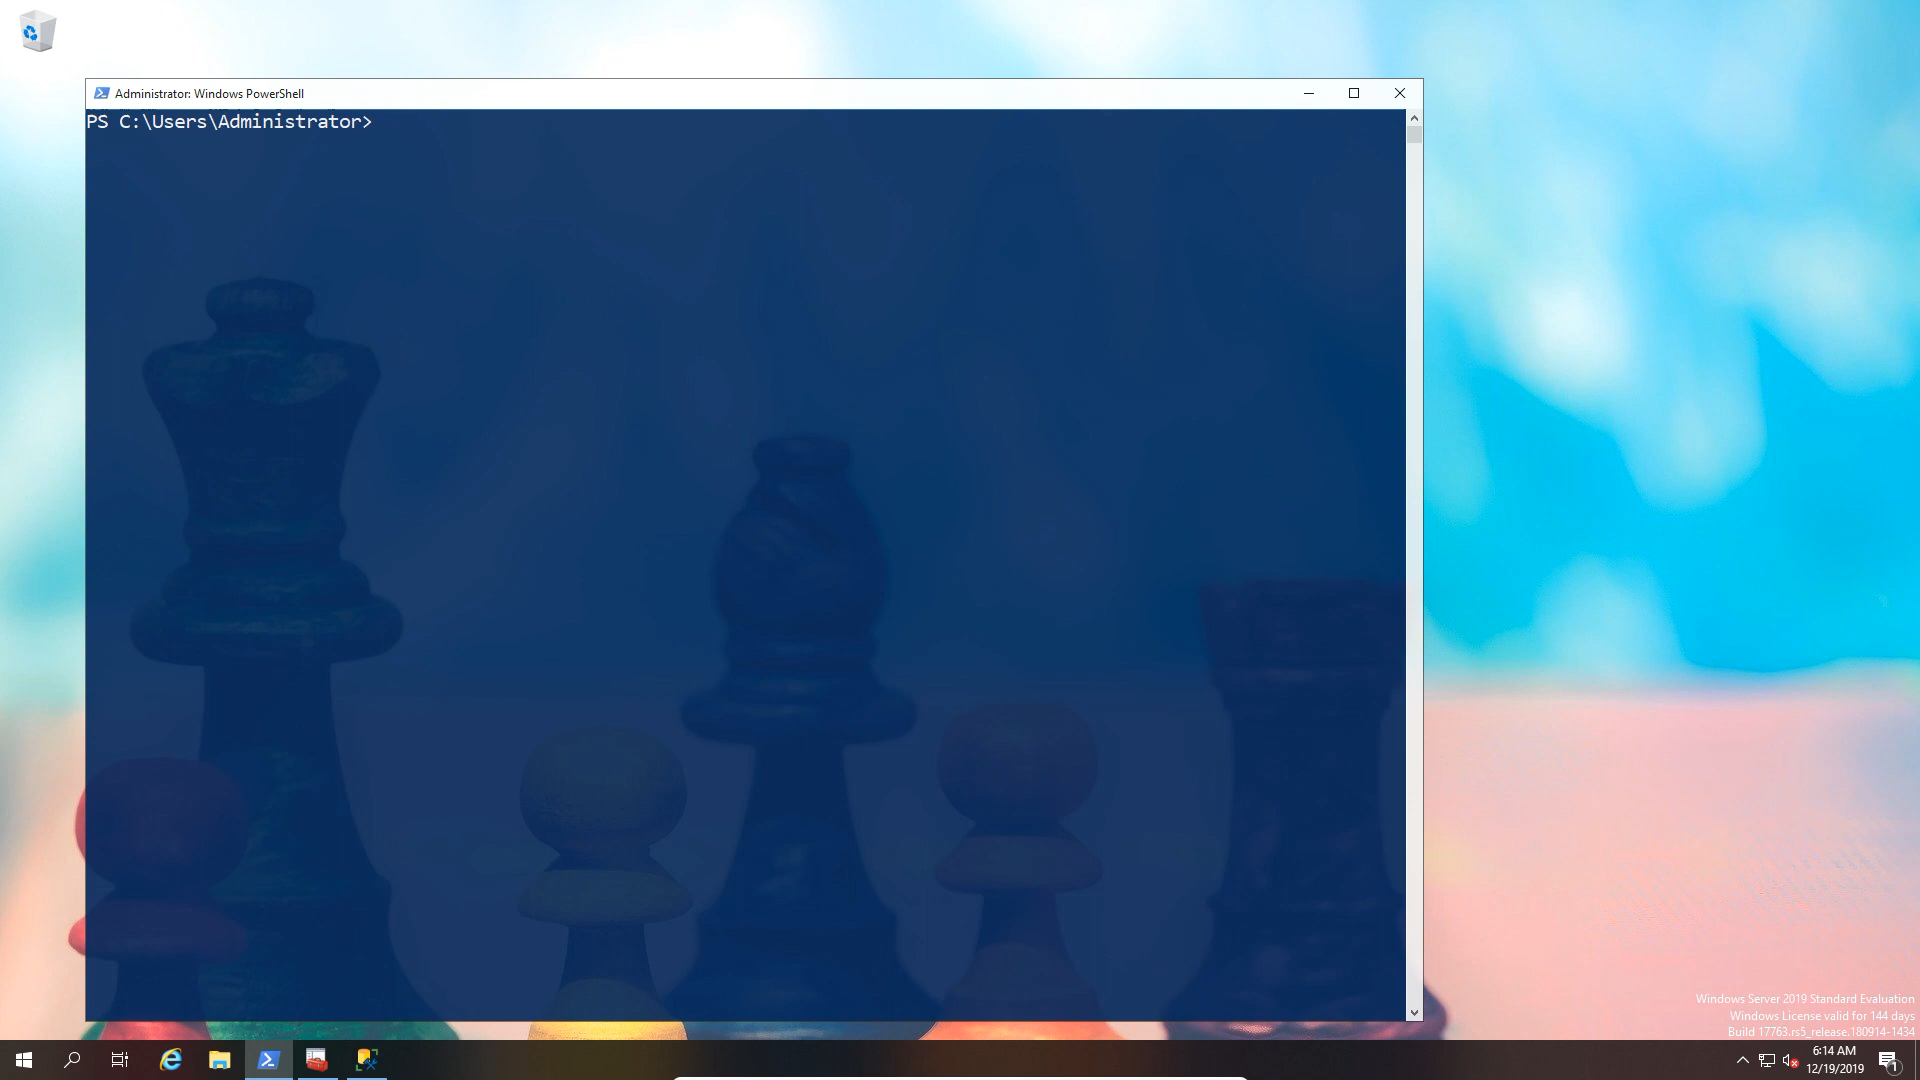 Administrator: Windows PowerShell
PS C:\Users\Administrator>
Windows Server 2019 Standard Evaluation
Windows License valid for 144 days
Build 17763.rs5_release.180914-1434
6:14 AM
12/19/2019
1